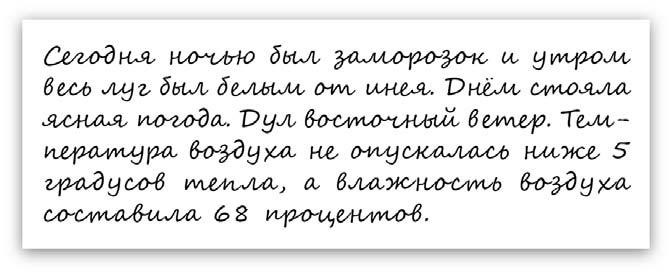 Сегодня ночью был заморозок и утром
весь луг был белым от инея. Днём стояла
ясная погода. Дул восточный ветер. Тем-
пература воздуха не опускалась ниже 5
градусов тепла, а влажность воздуха
составила 68 процентов.